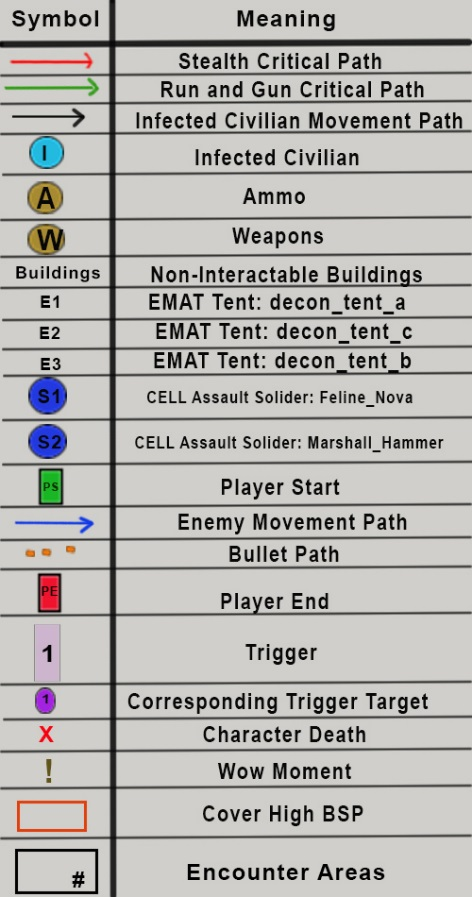 Symbol Meaning
Stealth Critical Path
Run and Gun Critical Path
Infected Civilian Movement Path
I Infected Civilian
A Ammo
W Weapons
Buildings Non-Interactable Buildings
E1 EMAT Tent: decon_tent_a
E2 EMAT Tent: decon_tent_c
E3 EMAT Tent: decon_tent_b
S1 CELL Assault Solider: Feline_Nova
S2 CELL Assault Solider: Marshall_Hammer
PS Player Start
Enemy Movement Path
Bullet Path
PE Player End
1 Trigger
1 Corresponding Trigger Target
X Character Death
! Wow Moment
Cover High BSP
# Encounter Areas